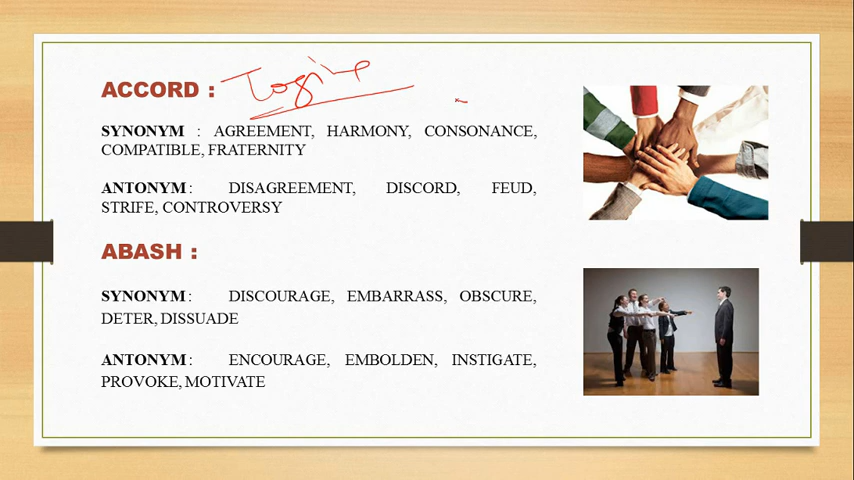 ACCORD :
SYNONYM : AGREEMENT, HARMONY, CONSONANCE,
COMPATIBLE, FRATERNITY
ANTONYM : DISAGREEMENT, DISCORD, FEUD,
STRIFE, CONTROVERSY
ABASH :
SYNONYM : DISCOURAGE, EMBARRASS, OBSCURE,
DETER, DISSUADE
ANTONYM : ENCOURAGE, EMBOLDEN, INSTIGATE,
PROVOKE, MOTIVATE